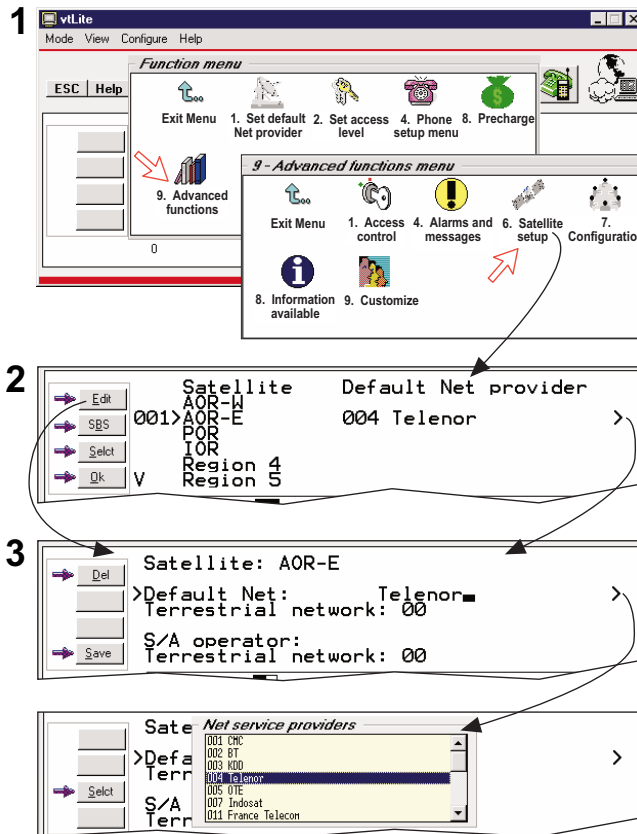 1
vtLite
Mode View Configure Help
Function menu
ESC Help
Exit Menu
1. Set default Net provider
2. Set access level
4. Phone setup menu
8. Precharge
9. Advanced functions
0
9 - Advanced functions menu
Exit Menu
1. Access control
4. Alarms and messages
6. Satellite setup
7. Configuratio
8. Information available
9. Customize
2
Edit
SBS
Selct
Ok
Satellite Default Net provider
AOR-W
001>AOR-E 004 Telenor >
POR
IOR
Region 4
V Region 5
3
Del
Save
Satellite: AOR-E
>Default Net: Telenor >
Terrestrial network: 00
S/A operator:
Terrestrial network: 00
Selct
Sate
>Defa >
Terr
S/A
Terr
Net service providers
001 CMC
002 BT
003 KDD
004 Telenor
005 OTE
007 Indosat
011 France Telecom